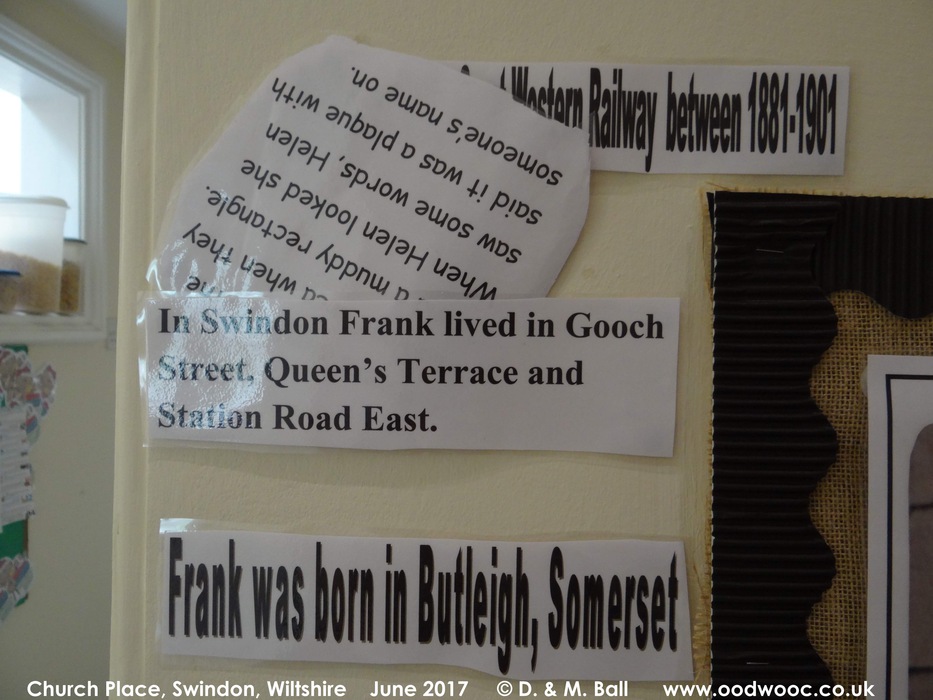 Western Railway between 1881-1901
when they
a muddy rectangle.
When Helen looked she
saw some words, Helen
said it was a plaque with
someone's name on.
In Swindon Frank lived in Gooch
Street, Queen's Terrace and
Station Road East.
Frank was born in Butleigh, Somerset
Church Place, Swindon, Wiltshire June 2017 © D. & M. Ball www.oodwooc.co.uk